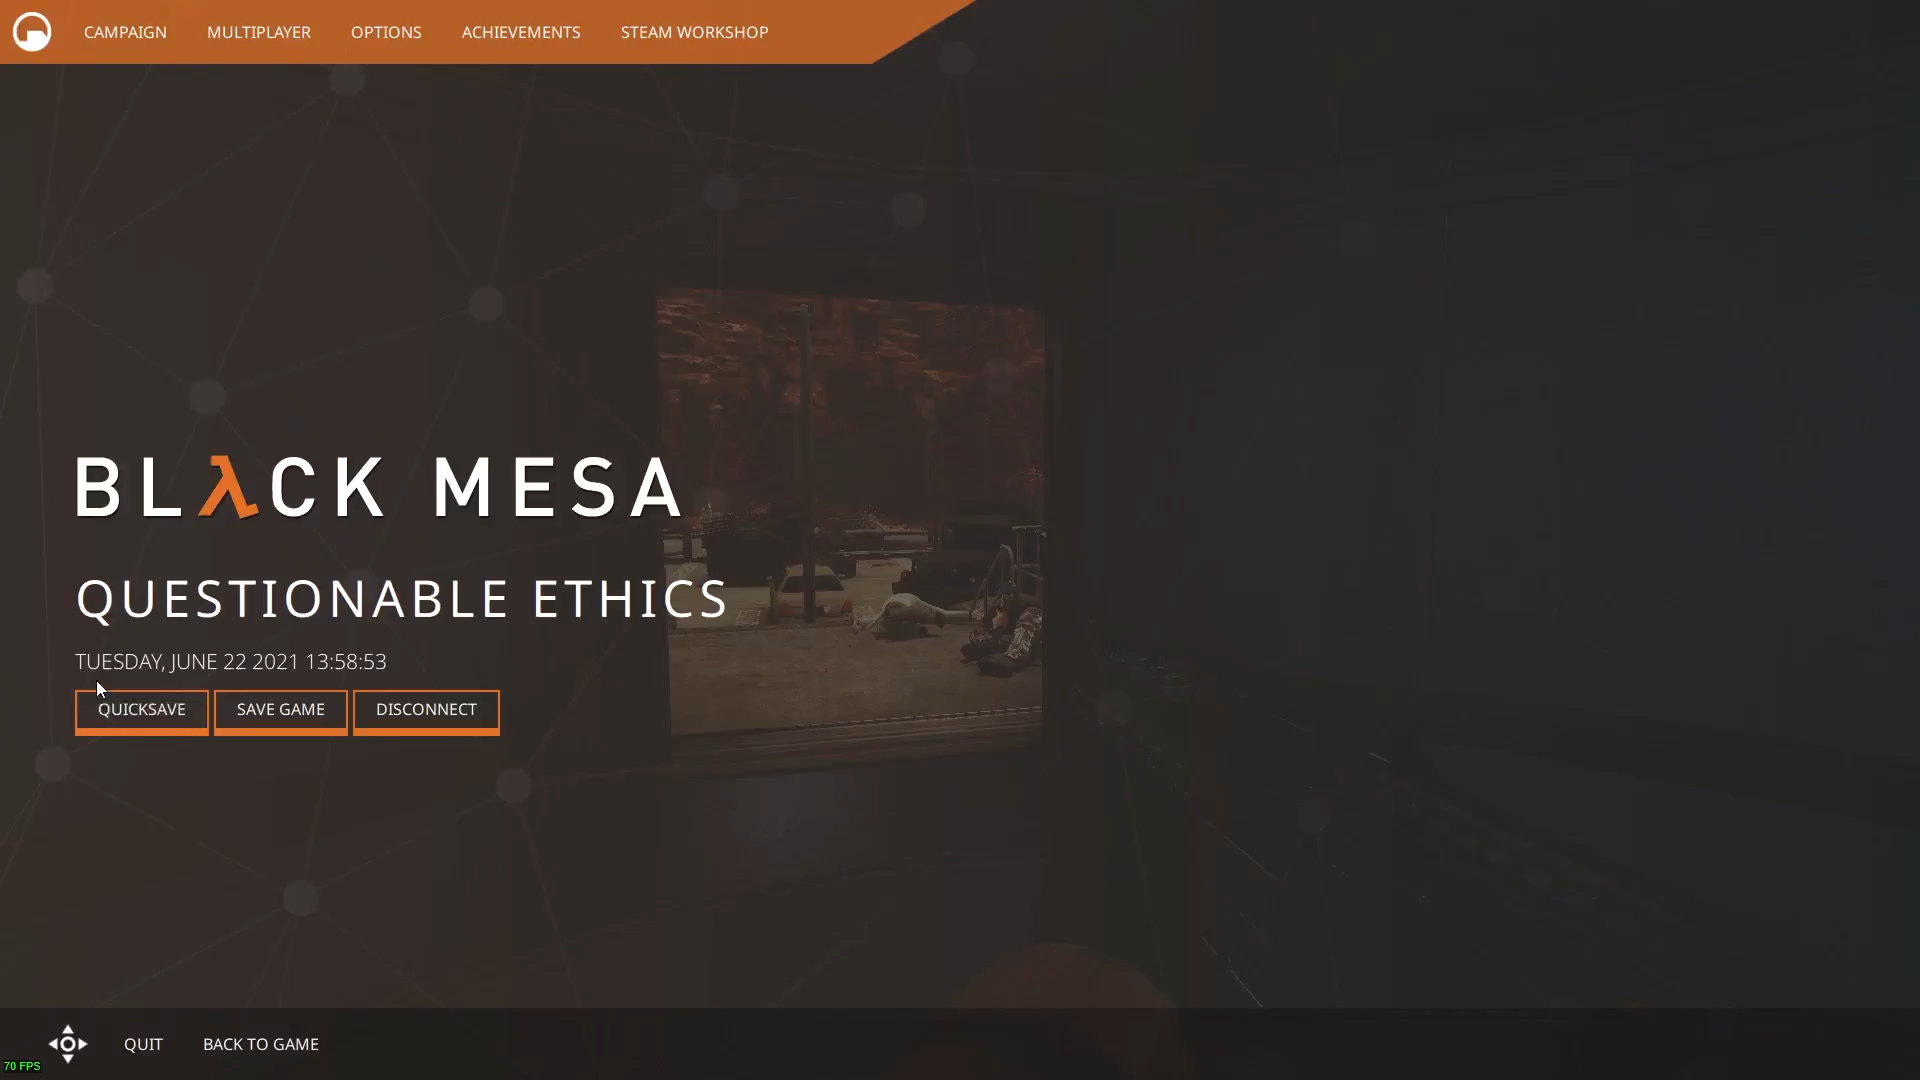 CAMPAIGN MULTIPLAYER OPTIONS ACHIEVEMENTS STEAM WORKSHOP
BLλCK MESA
QUESTIONABLE ETHICS
TUESDAY, JUNE 22 2021 13:58:53
QUICKSAVE SAVE GAME DISCONNECT
QUIT BACK TO GAME
70 FPS